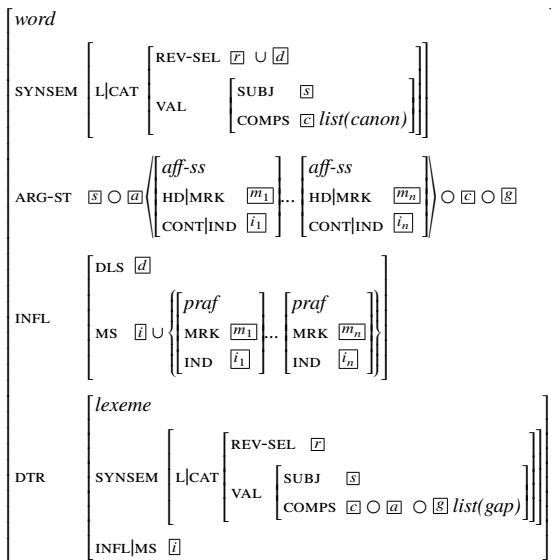 word
REV-SEL r ∪ d
SYNSEM L|CAT SUBJ s
VAL
COMPS c list(canon)
aff-ss aff-ss
ARG-ST s ○ a ⟨ HD|MRK m1 ... HD|MRK mn ⟩ ○ c ○ g
CONT|IND i1 CONT|IND in
DLS d
INFL praf praf
MS i ∪ { MRK m1 ... MRK mn }
IND i1 IND in
lexeme
REV-SEL r
DTR SYNSEM L|CAT SUBJ s
VAL
COMPS c ○ a ○ g list(gap)
INFL|MS i